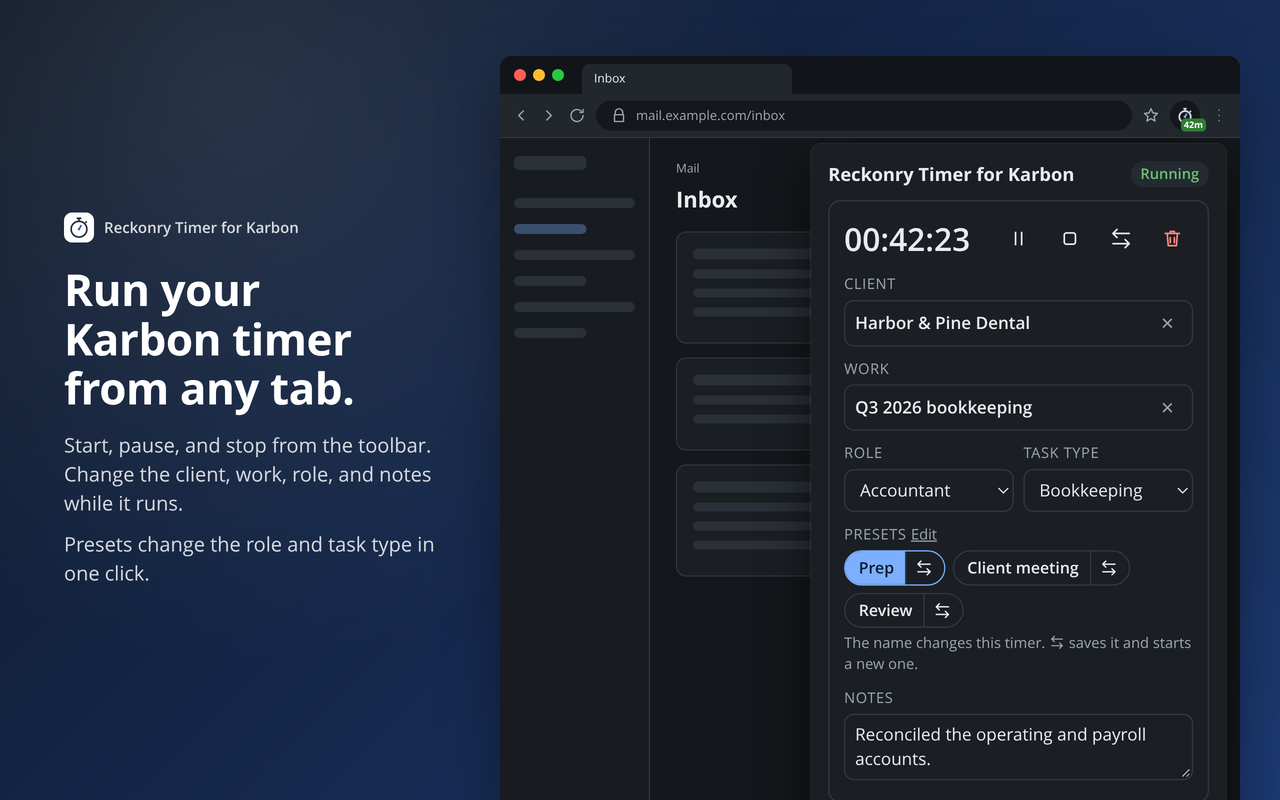 Reckonry Timer for Karbon
Run your
Karbon timer
from any tab.
Start, pause, and stop from the toolbar.
Change the client, work, role, and notes
while it runs.
Presets change the role and task type in
one click.
Inbox
mail.example.com/inbox
42m
Mail
Inbox
Reckonry Timer for Karbon
Running
00:42:23
CLIENT
Harbor & Pine Dental
WORK
Q3 2026 bookkeeping
ROLE
TASK TYPE
Accountant
Bookkeeping
PRESETS Edit
Prep
Client meeting
Review
The name changes this timer. ⇆ saves it and starts
a new one.
NOTES
Reconciled the operating and payroll
accounts.